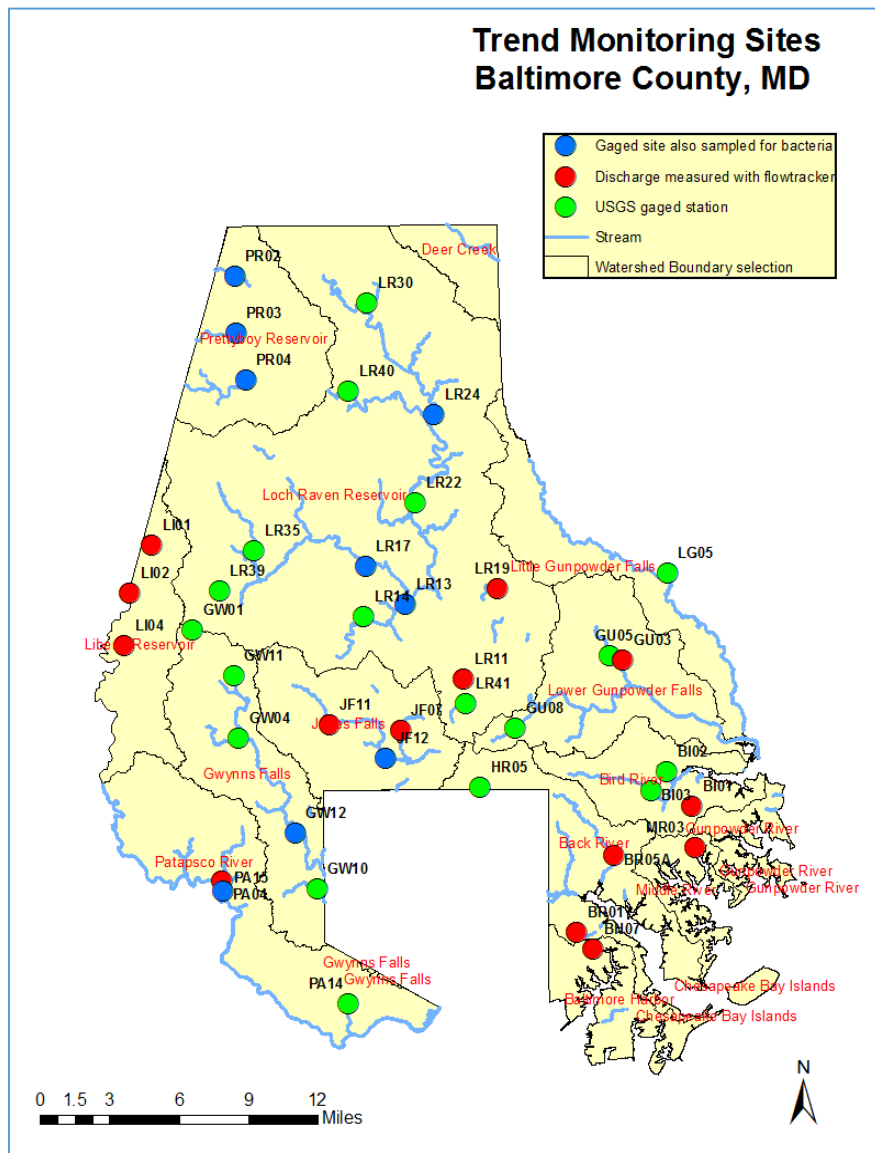 Trend Monitoring Sites
Baltimore County, MD
Gaged site also sampled for bacteria
Discharge measured with flowtracker
USGS gaged station
Stream
Watershed Boundary selection
Deer Creek
PR02
LR30
PR03
Prettyboy Reservoir
PR04
LR40
LR24
LR22
Loch Raven Reservoir
LI01
LR35
LR17
LR19
Little Gunpowder Falls
LG05
LI02
LR39
LR13
LR14
GW01
LI04
GU05
GU03
GW11
LR11
LR41
Lower Gunpowder Falls
JF11
JF07
Jones Falls
GU08
GW04
JF12
HR05
BI02
Gwynns Falls
Bird River
BI01
BI03
GW12
MR03
Gunpowder River
Back River
BR05A
Patapsco River
PA15
PA04
GW10
Gunpowder River
Middle River
Gunpowder River
BR01
BH07
Gwynns Falls
PA14
Gwynns Falls
Chesapeake Bay Islands
Baltimore Harbor
Chesapeake Bay Islands
N
0 1.5 3 6 9 12
Miles